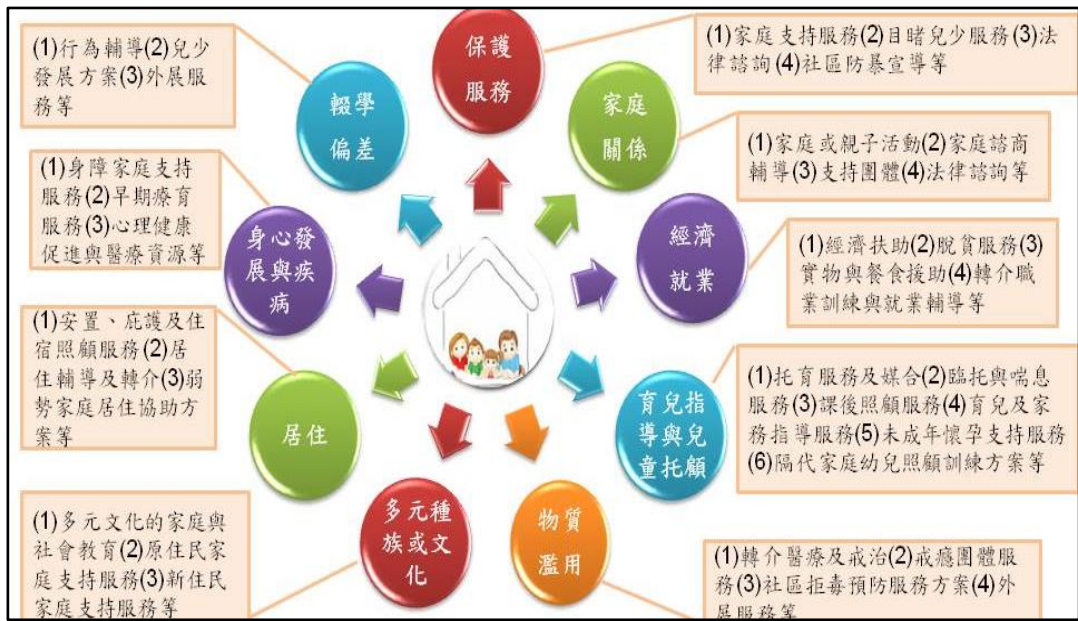 保護
服務
(1)家庭支持服務(2)目睹兒少服務(3)法
律諮詢(4)社區防暴宣導等
家庭
關係
(1)家庭或親子活動(2)家庭諮商
輔導(3)支持團體(4)法律諮詢等
經濟
就業
(1)經濟扶助(2)脫貧服務(3)
實物與餐食援助(4)轉介職
業訓練與就業輔導等
育兒指
導與兒
童托顧
(1)托育服務及媒合(2)臨托與喘息
服務(3)課後照顧服務(4)育兒及家
務指導服務(5)未成年懷孕支持服務
(6)隔代家庭幼兒照顧訓練方案等
物質
濫用
(1)轉介醫療及戒治(2)戒癮團體服
務(3)社區拒毒預防服務方案(4)外
展服務等
多元種
族或文
化
(1)多元文化的家庭與
社會教育(2)原住民家
庭支持服務(3)新住民
家庭支持服務等
居住
(1)安置、庇護及住
宿照顧服務(2)居
住輔導及轉介(3)弱
勢家庭居住協助方
案等
身心發
展與疾
病
(1)身障家庭支持
服務(2)早期療育
服務(3)心理健康
促進與醫療資源等
輟學
偏差
(1)行為輔導(2)兒少
發展方案(3)外展服
務等